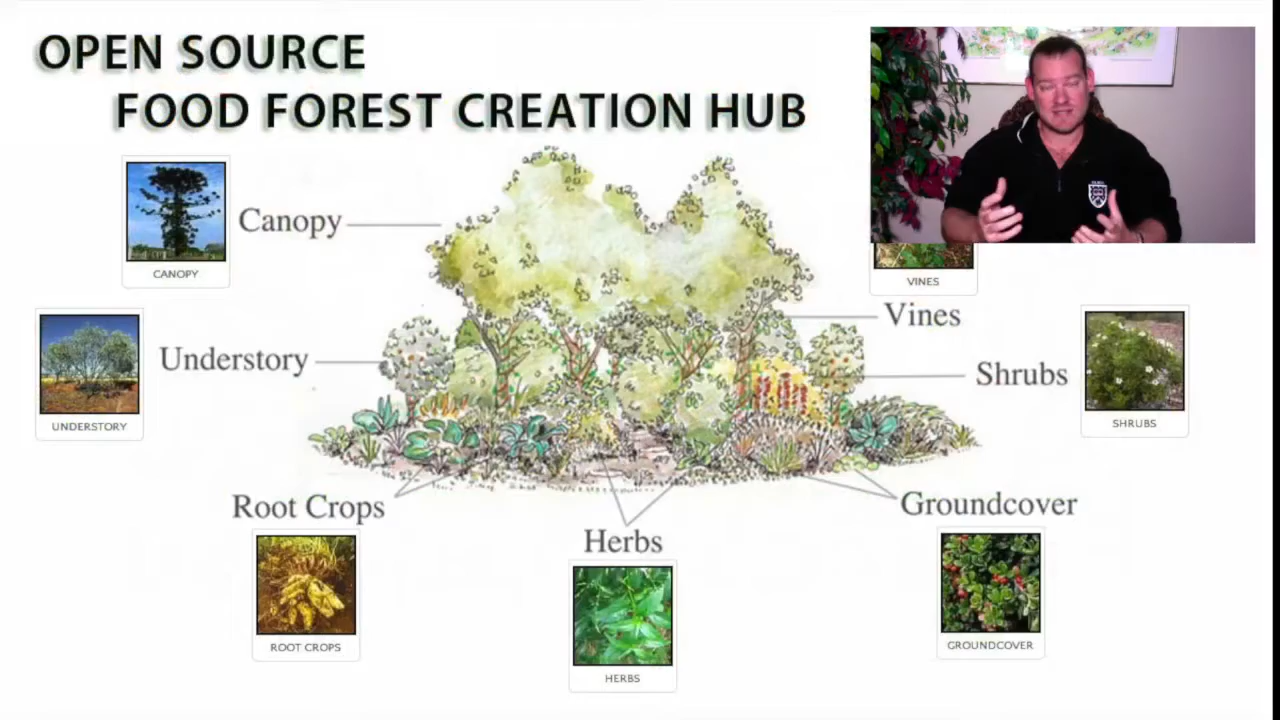 OPEN SOURCE
FOOD FOREST CREATION HUB
CANOPY
Canopy
VINES
Vines
UNDERSTORY
Understory
Shrubs
SHRUBS
Root Crops
ROOT CROPS
Herbs
HERBS
Groundcover
GROUNDCOVER